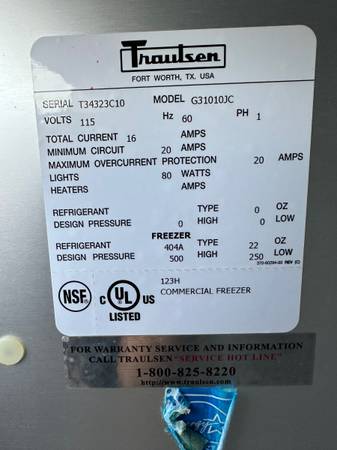 Traulsen
FORT WORTH, TX. USA
SERIAL T34323C10 MODEL G31010JC
VOLTS 115 Hz 60 PH 1
TOTAL CURRENT 16 AMPS
MINIMUM CIRCUIT 20 AMPS
MAXIMUM OVERCURRENT PROTECTION 20 AMPS
LIGHTS 80 WATTS
HEATERS AMPS
REFRIGERANT TYPE 0 OZ
DESIGN PRESSURE 0 HIGH 0 LOW
FREEZER
REFRIGERANT 404A TYPE 22 OZ
DESIGN PRESSURE 500 HIGH 250 LOW
370-60294-00 REV (C)
NSF C UL US
LISTED
123H
COMMERCIAL FREEZER
FOR WARRANTY SERVICE AND INFORMATION
CALL TRAULSEN "SERVICE HOT LINE"
1-800-825-8220
http://www.traulsen.com